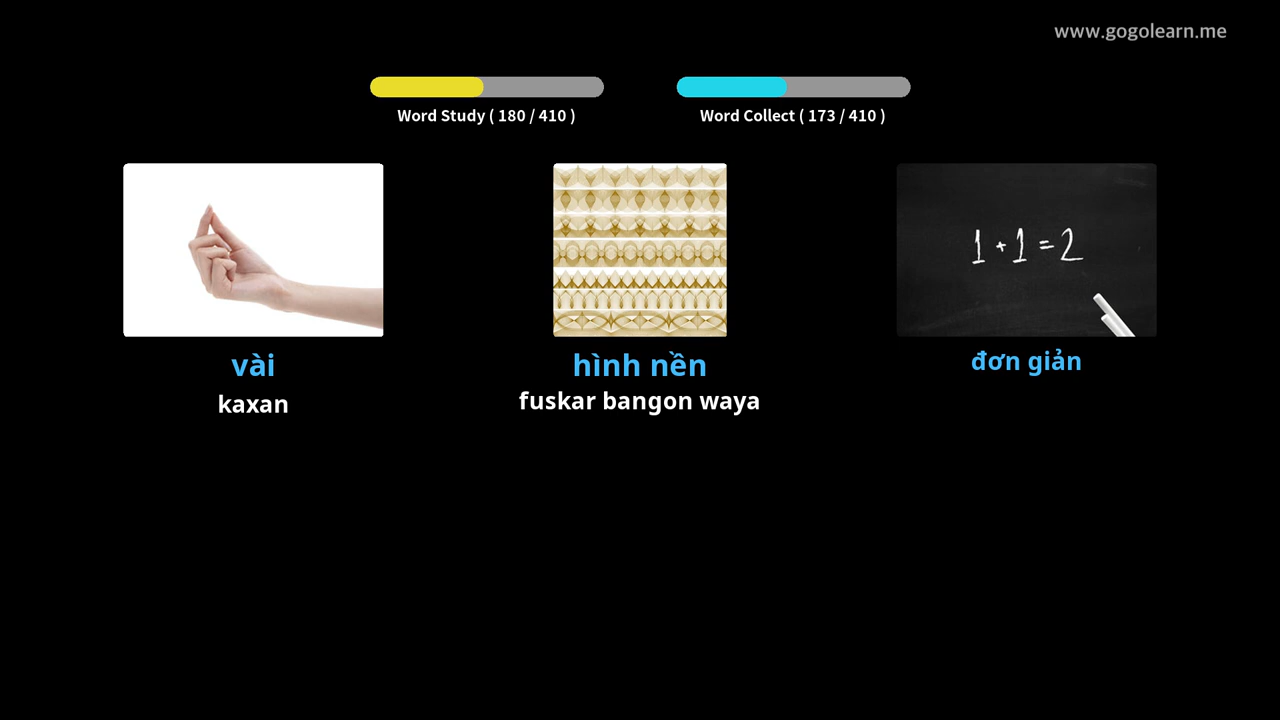 www.gogolearn.me
Word Study ( 180 / 410 )
Word Collect ( 173 / 410 )
1 + 1 = 2
vài
kaxan
hình nền
fuskar bangon waya
đơn giản